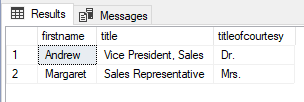 Results Messages
firstname title titleofcourtesy
1 Andrew Vice President, Sales Dr.
2 Margaret Sales Representative Mrs.